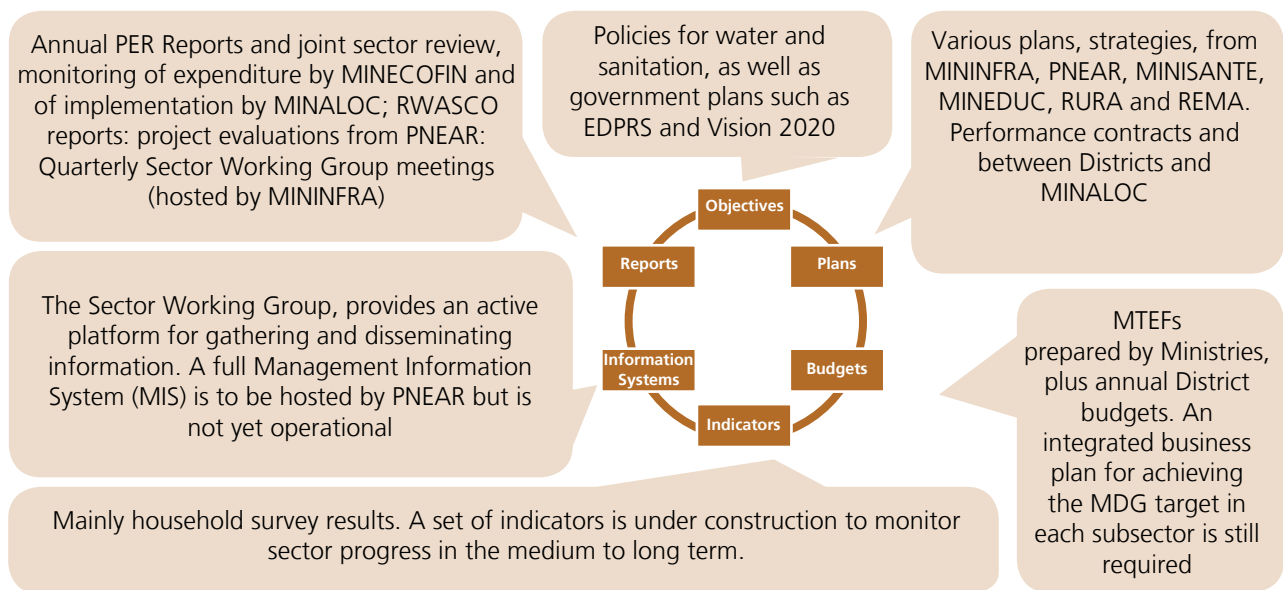 Annual PER Reports and joint sector review,
monitoring of expenditure by MINECOFIN and
of implementation by MINALOC; RWASCO
reports: project evaluations from PNEAR:
Quarterly Sector Working Group meetings
(hosted by MININFRA)
Policies for water and
sanitation, as well as
government plans such as
EDPRS and Vision 2020
Various plans, strategies, from
MININFRA, PNEAR, MINISANTE,
MINEDUC, RURA and REMA.
Performance contracts and
between Districts and
MINALOC
Objectives
Reports
Plans
Information
Systems
Budgets
Indicators
The Sector Working Group, provides an active
platform for gathering and disseminating
information. A full Management Information
System (MIS) is to be hosted by PNEAR but is
not yet operational
MTEFs
prepared by Ministries,
plus annual District
budgets. An
integrated business
plan for achieving
the MDG target in
each subsector is still
required
Mainly household survey results. A set of indicators is under construction to monitor
sector progress in the medium to long term.